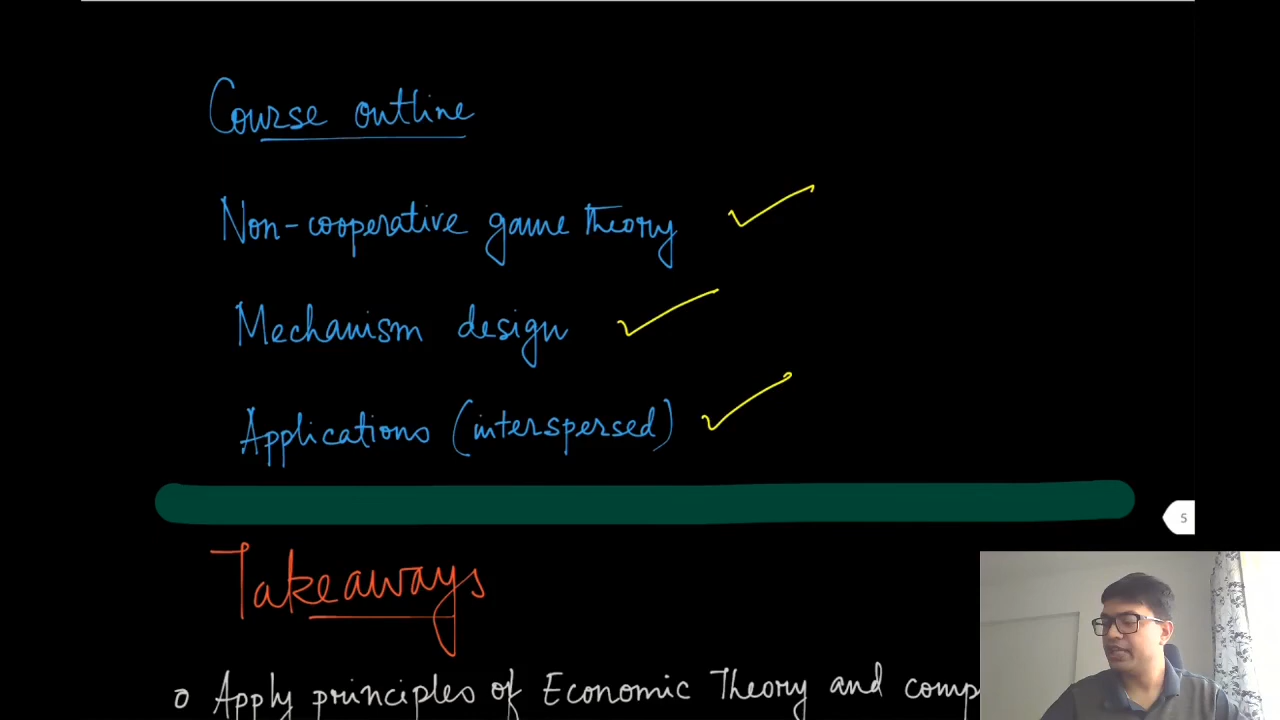 Course outline
Non-cooperative game theory
Mechanism design
Applications (interspersed)
5
Takeaways
o Apply principles of Economic Theory and comp